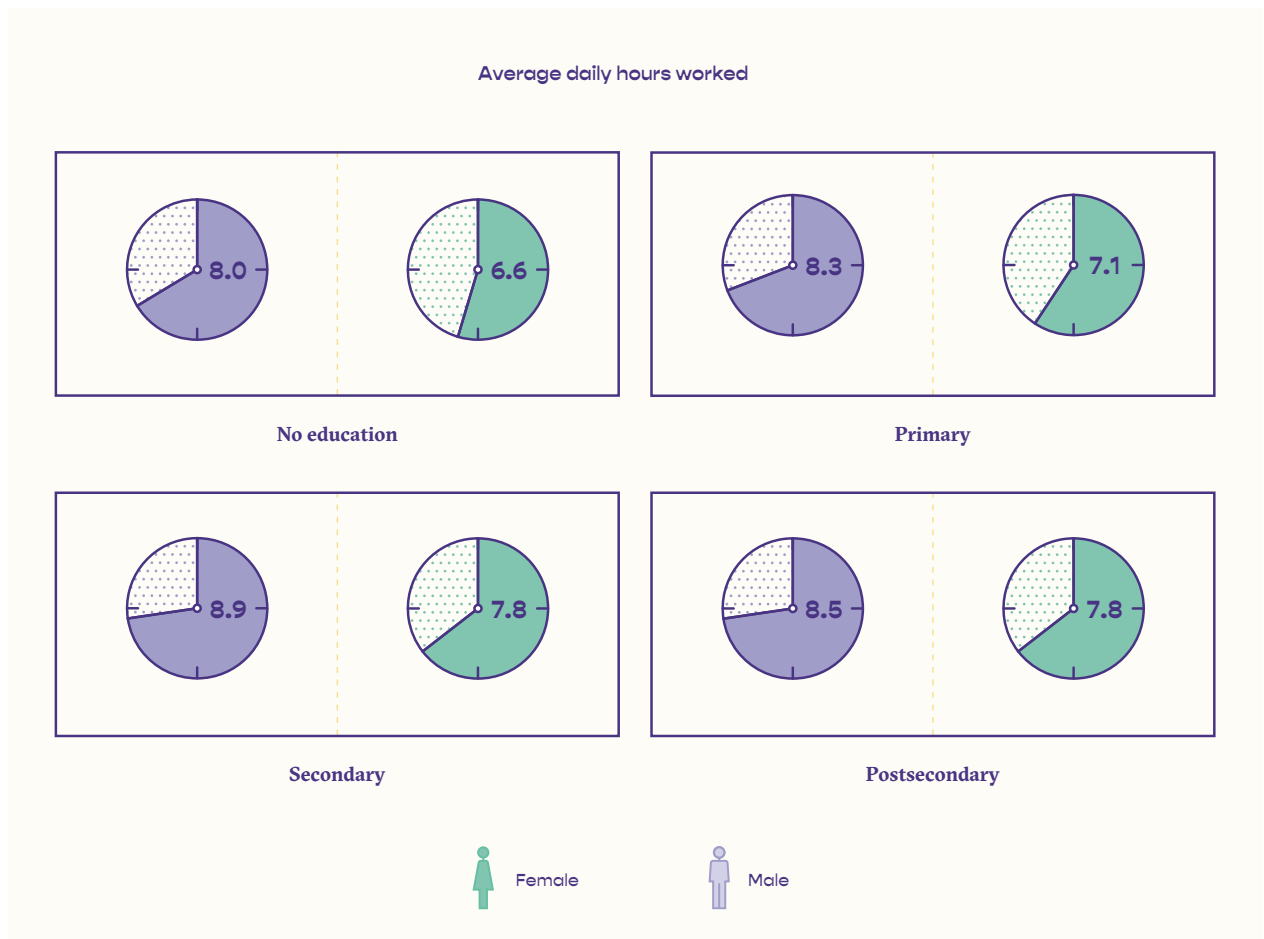 Average daily hours worked
8.0
6.6
8.3
7.1
No education
Primary
8.9
7.8
8.5
7.8
Secondary
Postsecondary
Female
Male